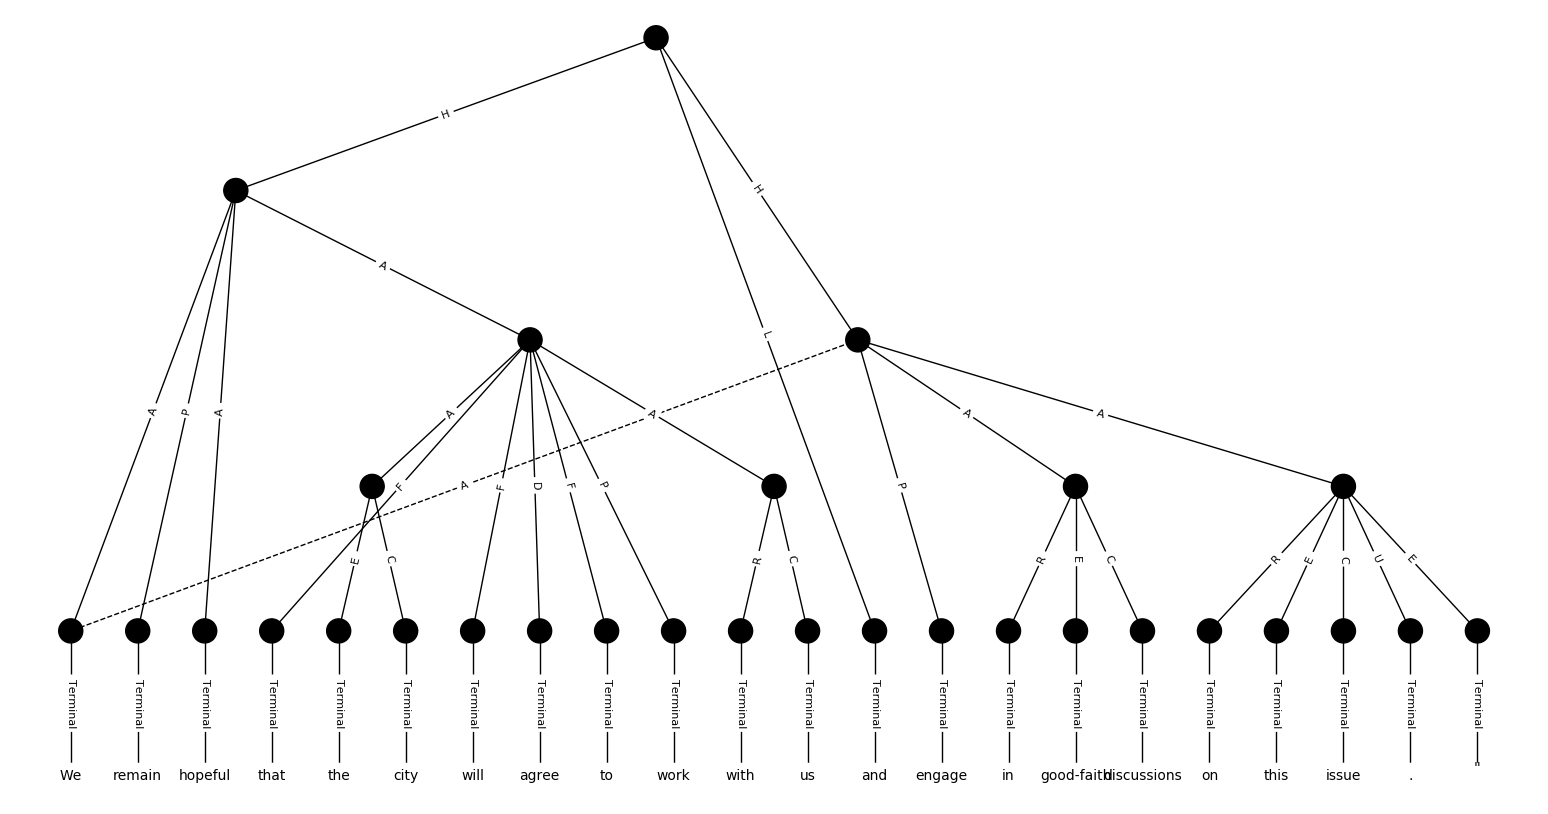 H
H
A
L
A P A A A A
F A F D F P P
E C R C R E C R E C U E
Terminal Terminal Terminal Terminal Terminal Terminal Terminal Terminal Terminal Terminal Terminal Terminal Terminal Terminal Terminal Terminal Terminal Terminal Terminal Terminal Terminal Terminal
We remain hopeful that the city will agree to work with us and engage in good-faith discussions on this issue . "